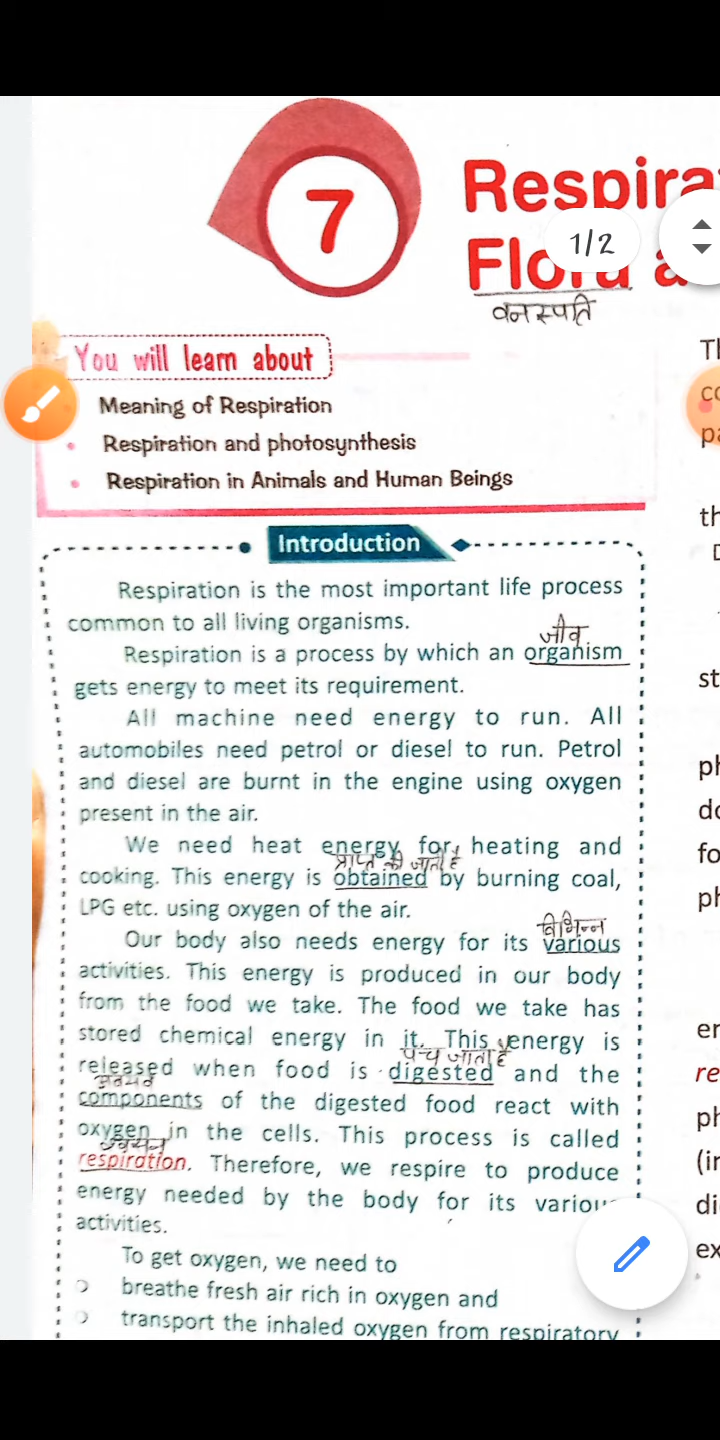 7
Respira
Flora a
1/2
वनस्पति
You will learn about
Meaning of Respiration
Respiration and photosynthesis
Respiration in Animals and Human Beings
Introduction
Respiration is the most important life process
common to all living organisms.
जीव
Respiration is a process by which an organism
gets energy to meet its requirement.
All machine need energy to run. All
automobiles need petrol or diesel to run. Petrol
and diesel are burnt in the engine using oxygen
present in the air.
We need heat energy for heating and
प्राप्त की जाती है
cooking. This energy is obtained by burning coal,
LPG etc. using oxygen of the air.
विभिन्न
Our body also needs energy for its various
activities. This energy is produced in our body
from the food we take. The food we take has
stored chemical energy in it. This energy is
पच जाता है
released when food is digested and the
अवयव
components of the digested food react with
oxygen in the cells. This process is called
श्वसन
respiration. Therefore, we respire to produce
energy needed by the body for its variou
activities.
To get oxygen, we need to
breathe fresh air rich in oxygen and
transport the inhaled oxygen from respiratory
Th
co
pa
th
D
st
ph
do
fo
ph
en
re
ph
(in
di
ex